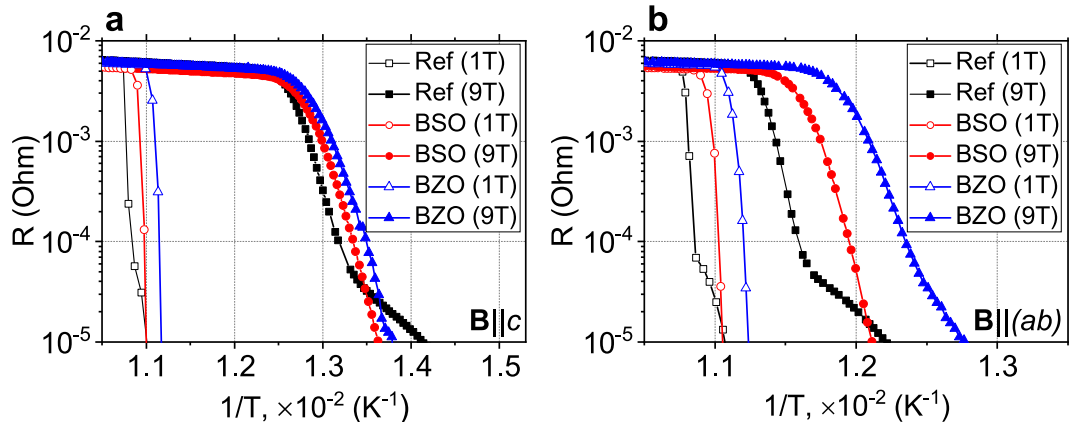 a
10⁻²
10⁻³
10⁻⁴
10⁻⁵
R (Ohm)
Ref (1T)
Ref (9T)
BSO (1T)
BSO (9T)
BZO (1T)
BZO (9T)
B||c
1.1 1.2 1.3 1.4 1.5
1/T, ×10⁻² (K⁻¹)
b
10⁻²
10⁻³
10⁻⁴
10⁻⁵
R (Ohm)
Ref (1T)
Ref (9T)
BSO (1T)
BSO (9T)
BZO (1T)
BZO (9T)
B||(ab)
1.1 1.2 1.3
1/T, ×10⁻² (K⁻¹)